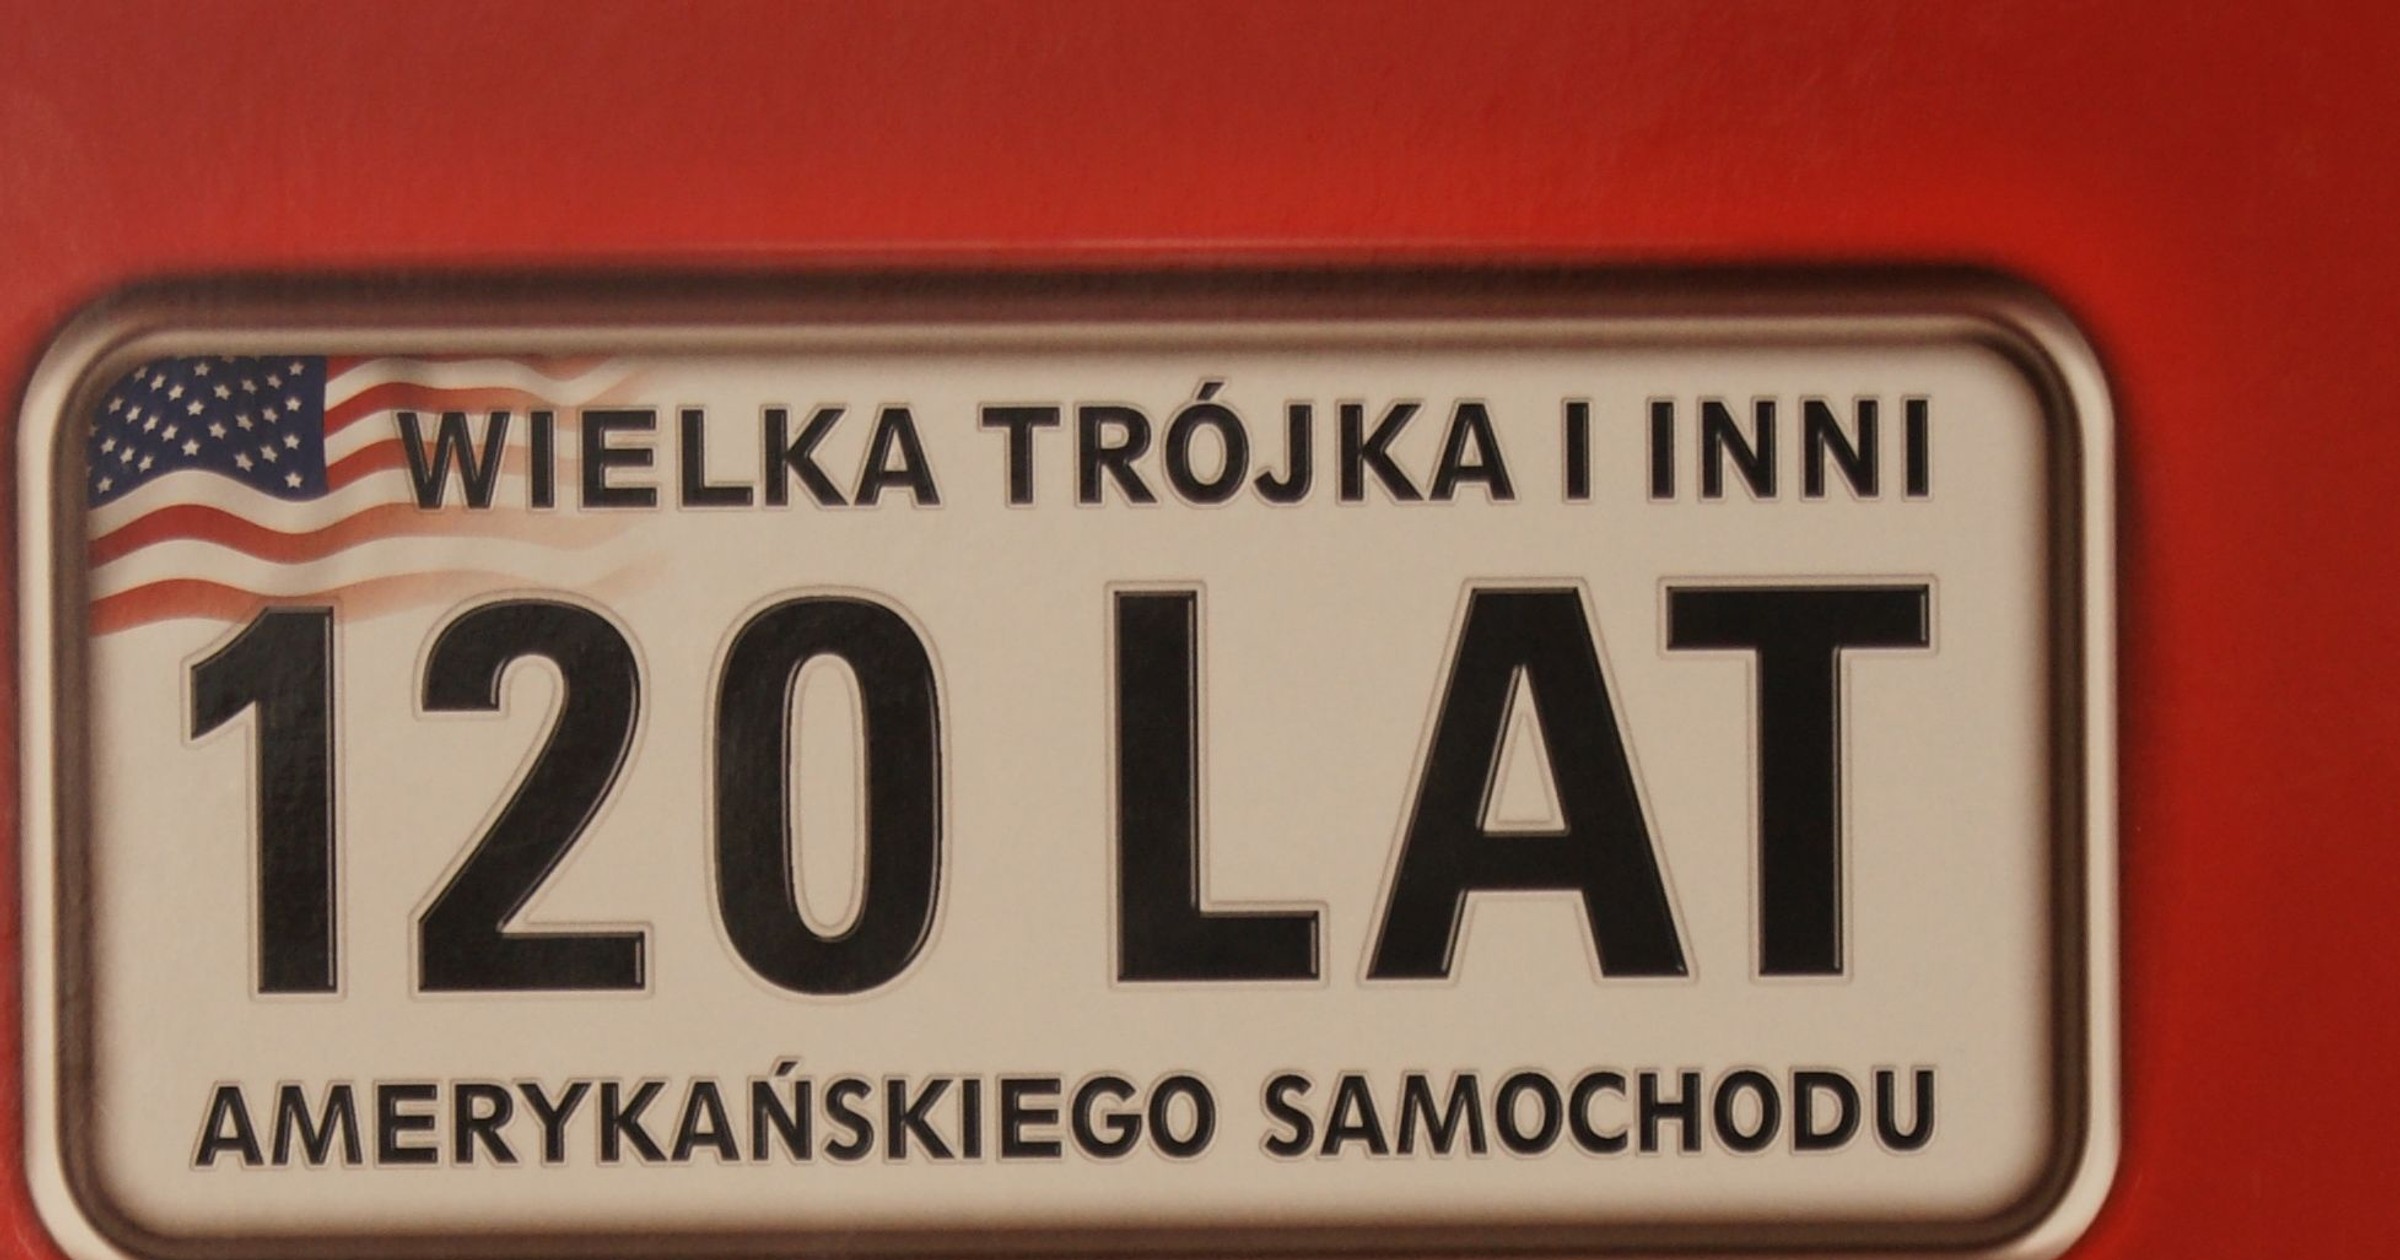 WIELKA TRÓJKA I INNI
120 LAT
AMERYKAŃSKIEGO SAMOCHODU